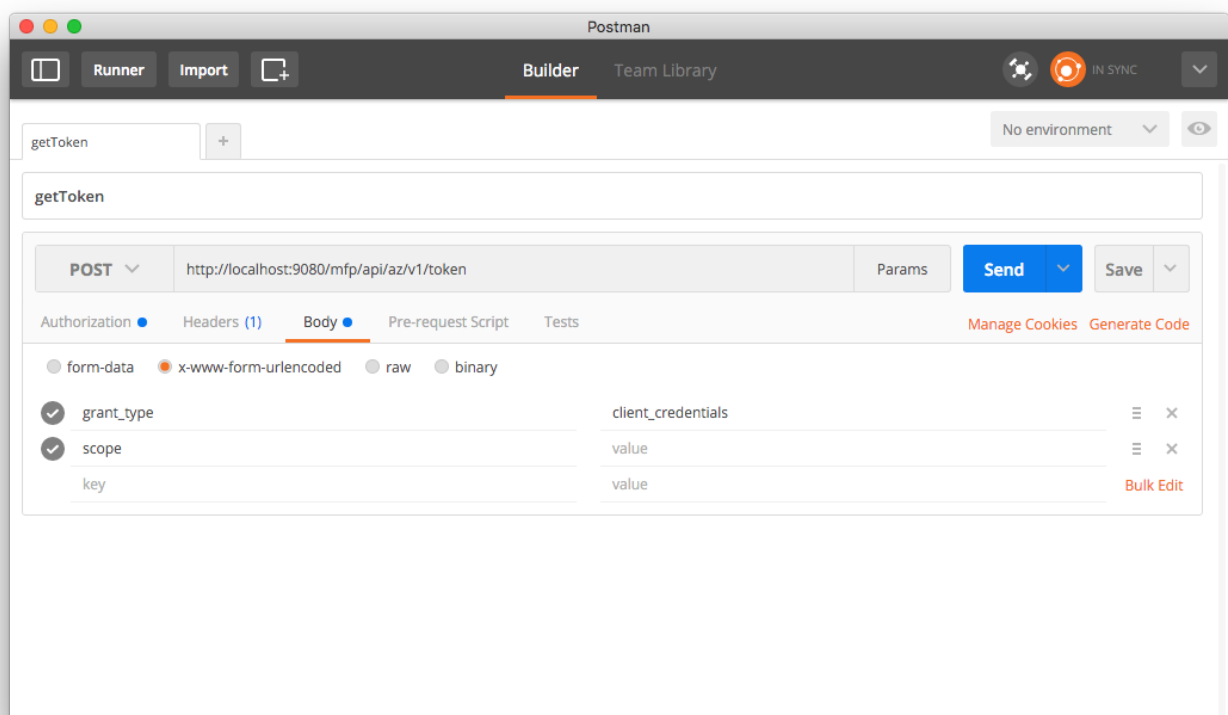 Postman
Runner Import Builder Team Library IN SYNC
getToken + No environment
getToken
POST http://localhost:9080/mfp/api/az/v1/token Params Send Save
Authorization Headers (1) Body Pre-request Script Tests Manage Cookies Generate Code
form-data x-www-form-urlencoded raw binary
grant_type client_credentials
scope value
key value Bulk Edit